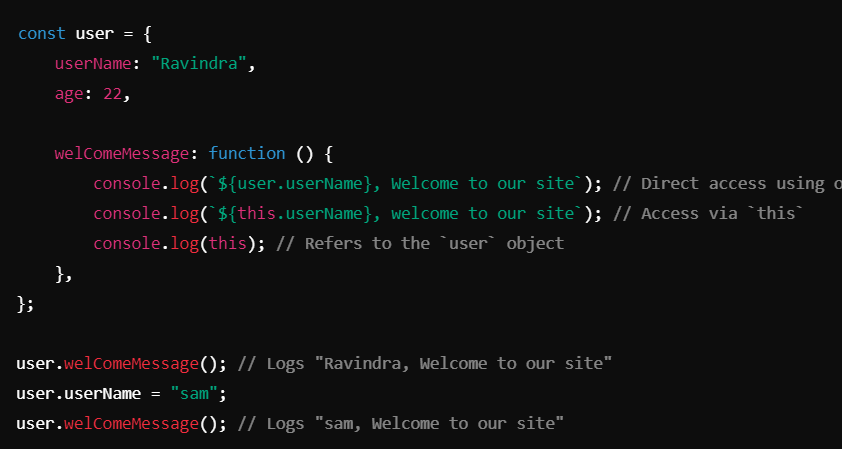 const user = {
    userName: "Ravindra",
    age: 22,

    welComeMessage: function () {
        console.log(`${user.userName}, Welcome to our site`); // Direct access using
        console.log(`${this.userName}, welcome to our site`); // Access via `this`
        console.log(this); // Refers to the `user` object
    },
};

user.welComeMessage(); // Logs "Ravindra, Welcome to our site"
user.userName = "sam";
user.welComeMessage(); // Logs "sam, Welcome to our site"